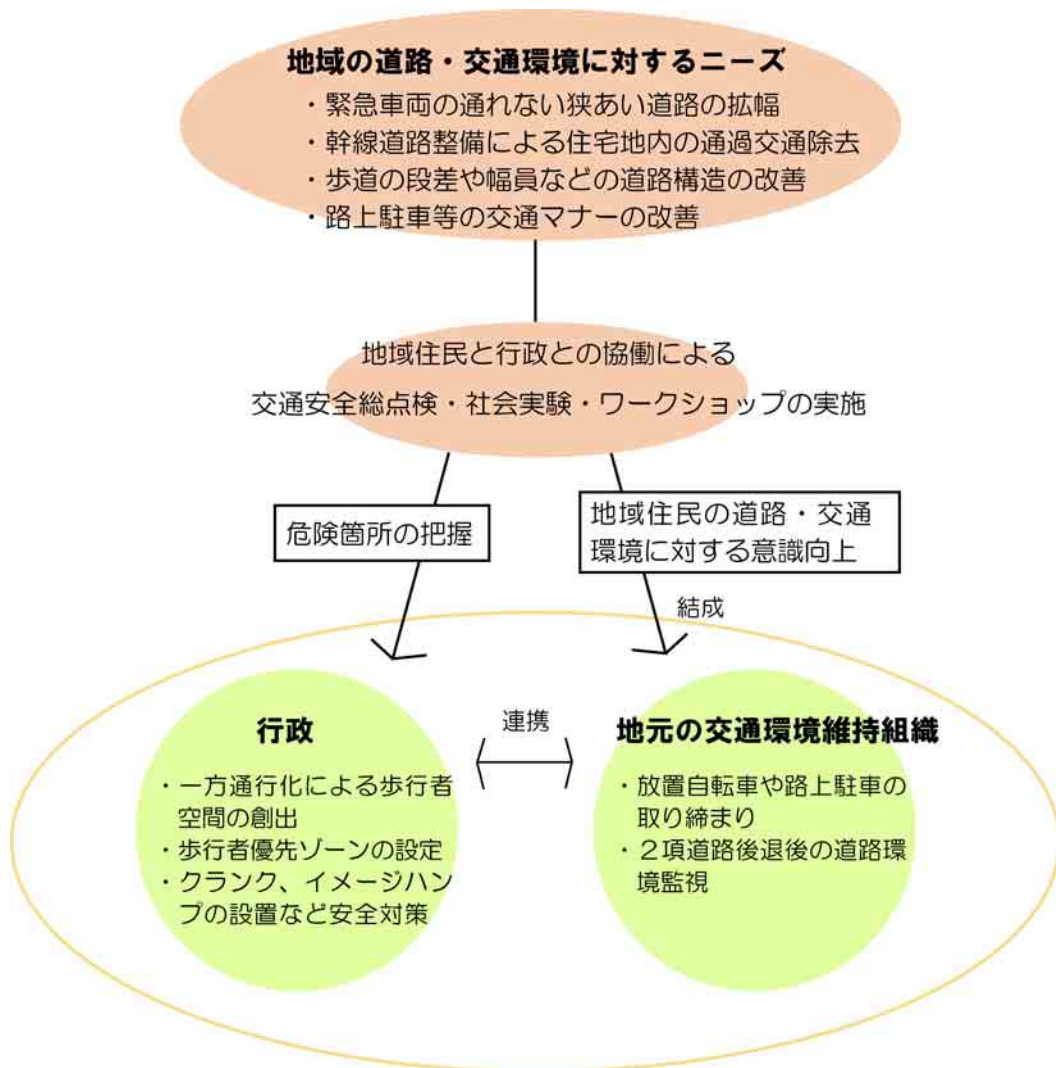 地域の道路・交通環境に対するニーズ
・緊急車両の通れない狭あい道路の拡幅
・幹線道路整備による住宅地内の通過交通除去
・歩道の段差や幅員などの道路構造の改善
・路上駐車等の交通マナーの改善
地域住民と行政との協働による
交通安全総点検・社会実験・ワークショップの実施
危険箇所の把握
地域住民の道路・交通
環境に対する意識向上
結成
行政
・一方通行化による歩行者
空間の創出
・歩行者優先ゾーンの設定
・クランク、イメージハン
プの設置など安全対策
連携
地元の交通環境維持組織
・放置自転車や路上駐車の
取り締まり
・２項道路後退後の道路環
境監視